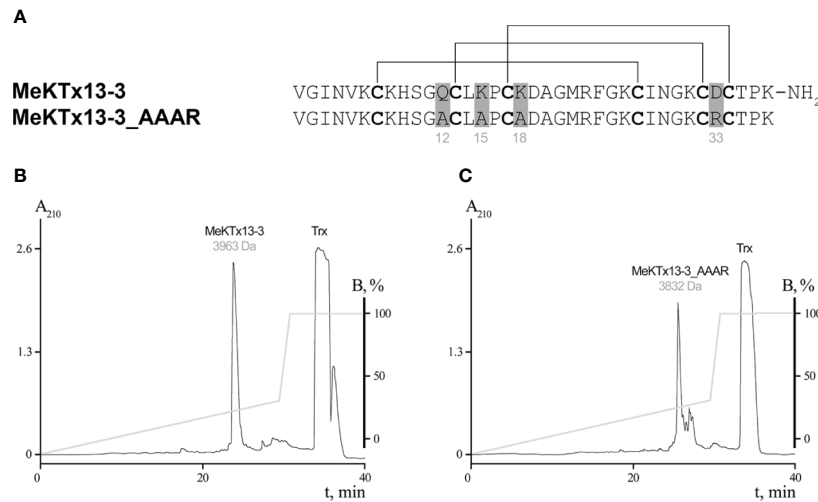 A
MeKTx13-3 VGINVKCKHSGQCLKPCKDAGMRFGKCINGKCDCTPK-NH2
MeKTx13-3_AAAR VGINVKCKHSGACLAPCADAGMRFGKCINGKCRCTPK
12 15 18 33
B
A210
2.6
1.3
0
MeKTx13-3
3963 Da
Trx
B, %
100
50
0
0 20 40
t, min
C
A210
2.6
1.3
0
MeKTx13-3_AAAR
3832 Da
Trx
B, %
100
50
0
0 20 40
t, min